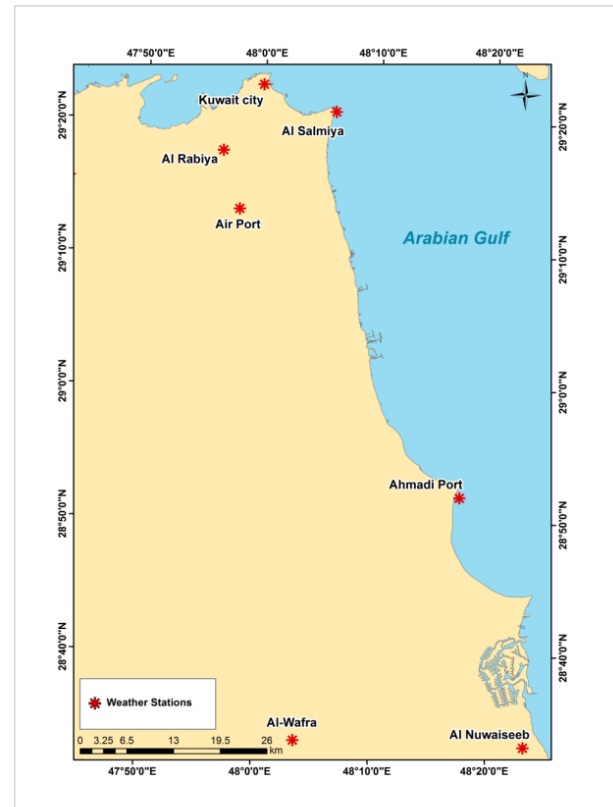 47°50'0"E 48°0'0"E 48°10'0"E 48°20'0"E
N
Kuwait city
29°20'0"N
29°20'0"N
Al Salmiya
Al Rabiya
Air Port
Arabian Gulf
29°10'0"N
29°10'0"N
29°0'0"N
29°0'0"N
Ahmadi Port
28°50'0"N
28°50'0"N
28°40'0"N
28°40'0"N
Weather Stations
Al-Wafra
Al Nuwaiseeb
0 3.25 6.5 13 19.5 26
km
47°50'0"E 48°0'0"E 48°10'0"E 48°20'0"E